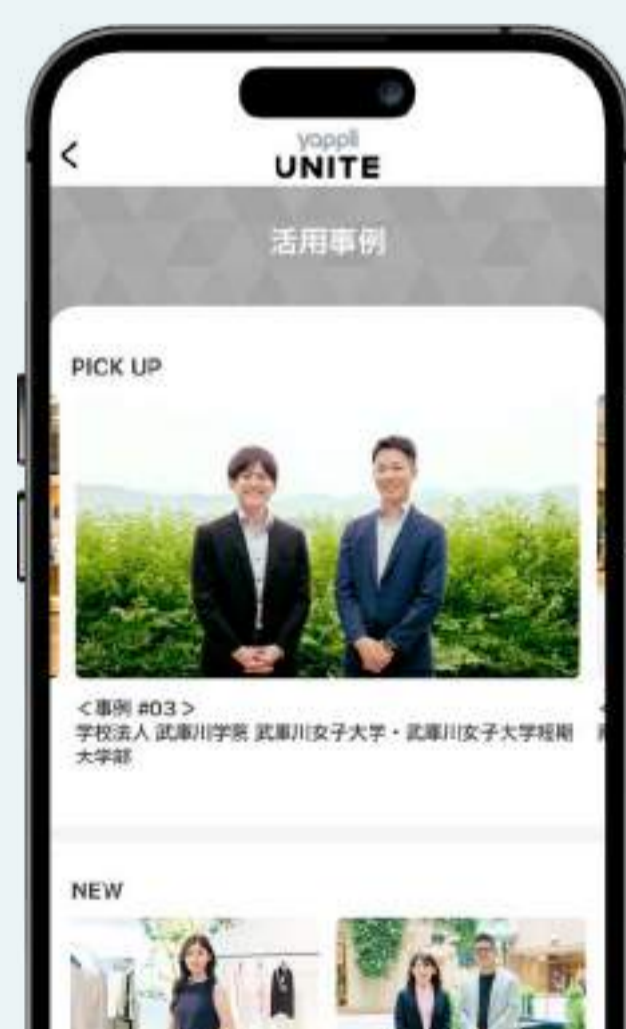 yappli
UNITE
活用事例
PICK UP
<事例 #03>
学校法人 武庫川学院 武庫川女子大学・武庫川女子大学短期
大学部
NEW